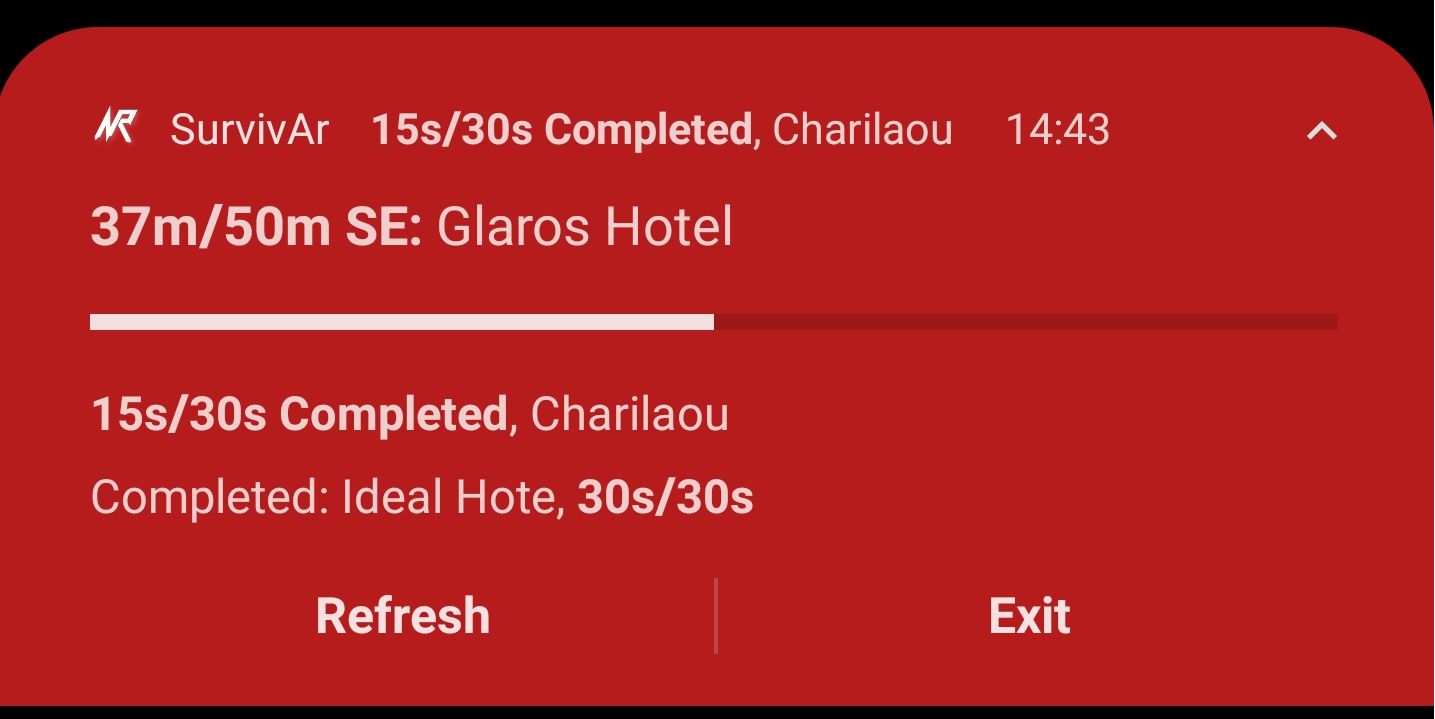 NR SurvivAr 15s/30s Completed, Charilaou 14:43
37m/50m SE: Glaros Hotel
15s/30s Completed, Charilaou
Completed: Ideal Hote, 30s/30s
Refresh Exit